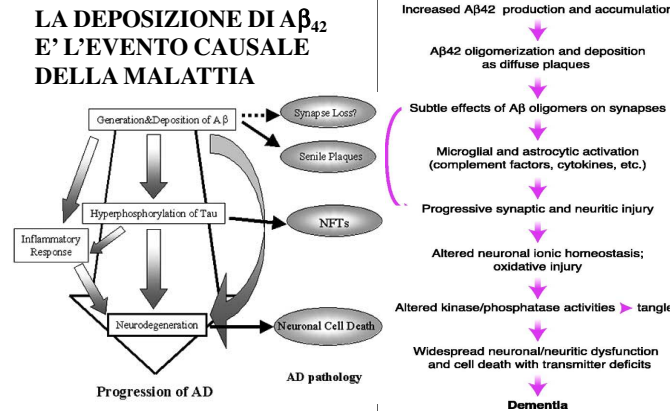 LA DEPOSIZIONE DI Aβ42
E' L'EVENTO CAUSALE
DELLA MALATTIA
Generation&Deposition of A β
Synapse Loss?
Senile Plaques
Hyperphosphorylation of Tau
NFTs
Inflammatory
Response
Neurodegeneration
Neuronal Cell Death
Progression of AD
AD pathology
Increased Aβ42 production and accumulation
Aβ42 oligomerization and deposition
as diffuse plaques
Subtle effects of Aβ oligomers on synapses
Microglial and astrocytic activation
(complement factors, cytokines, etc.)
Progressive synaptic and neuritic injury
Altered neuronal ionic homeostasis;
oxidative injury
Altered kinase/phosphatase activities tangle
Widespread neuronal/neuritic dysfunction
and cell death with transmitter deficits
Dementia